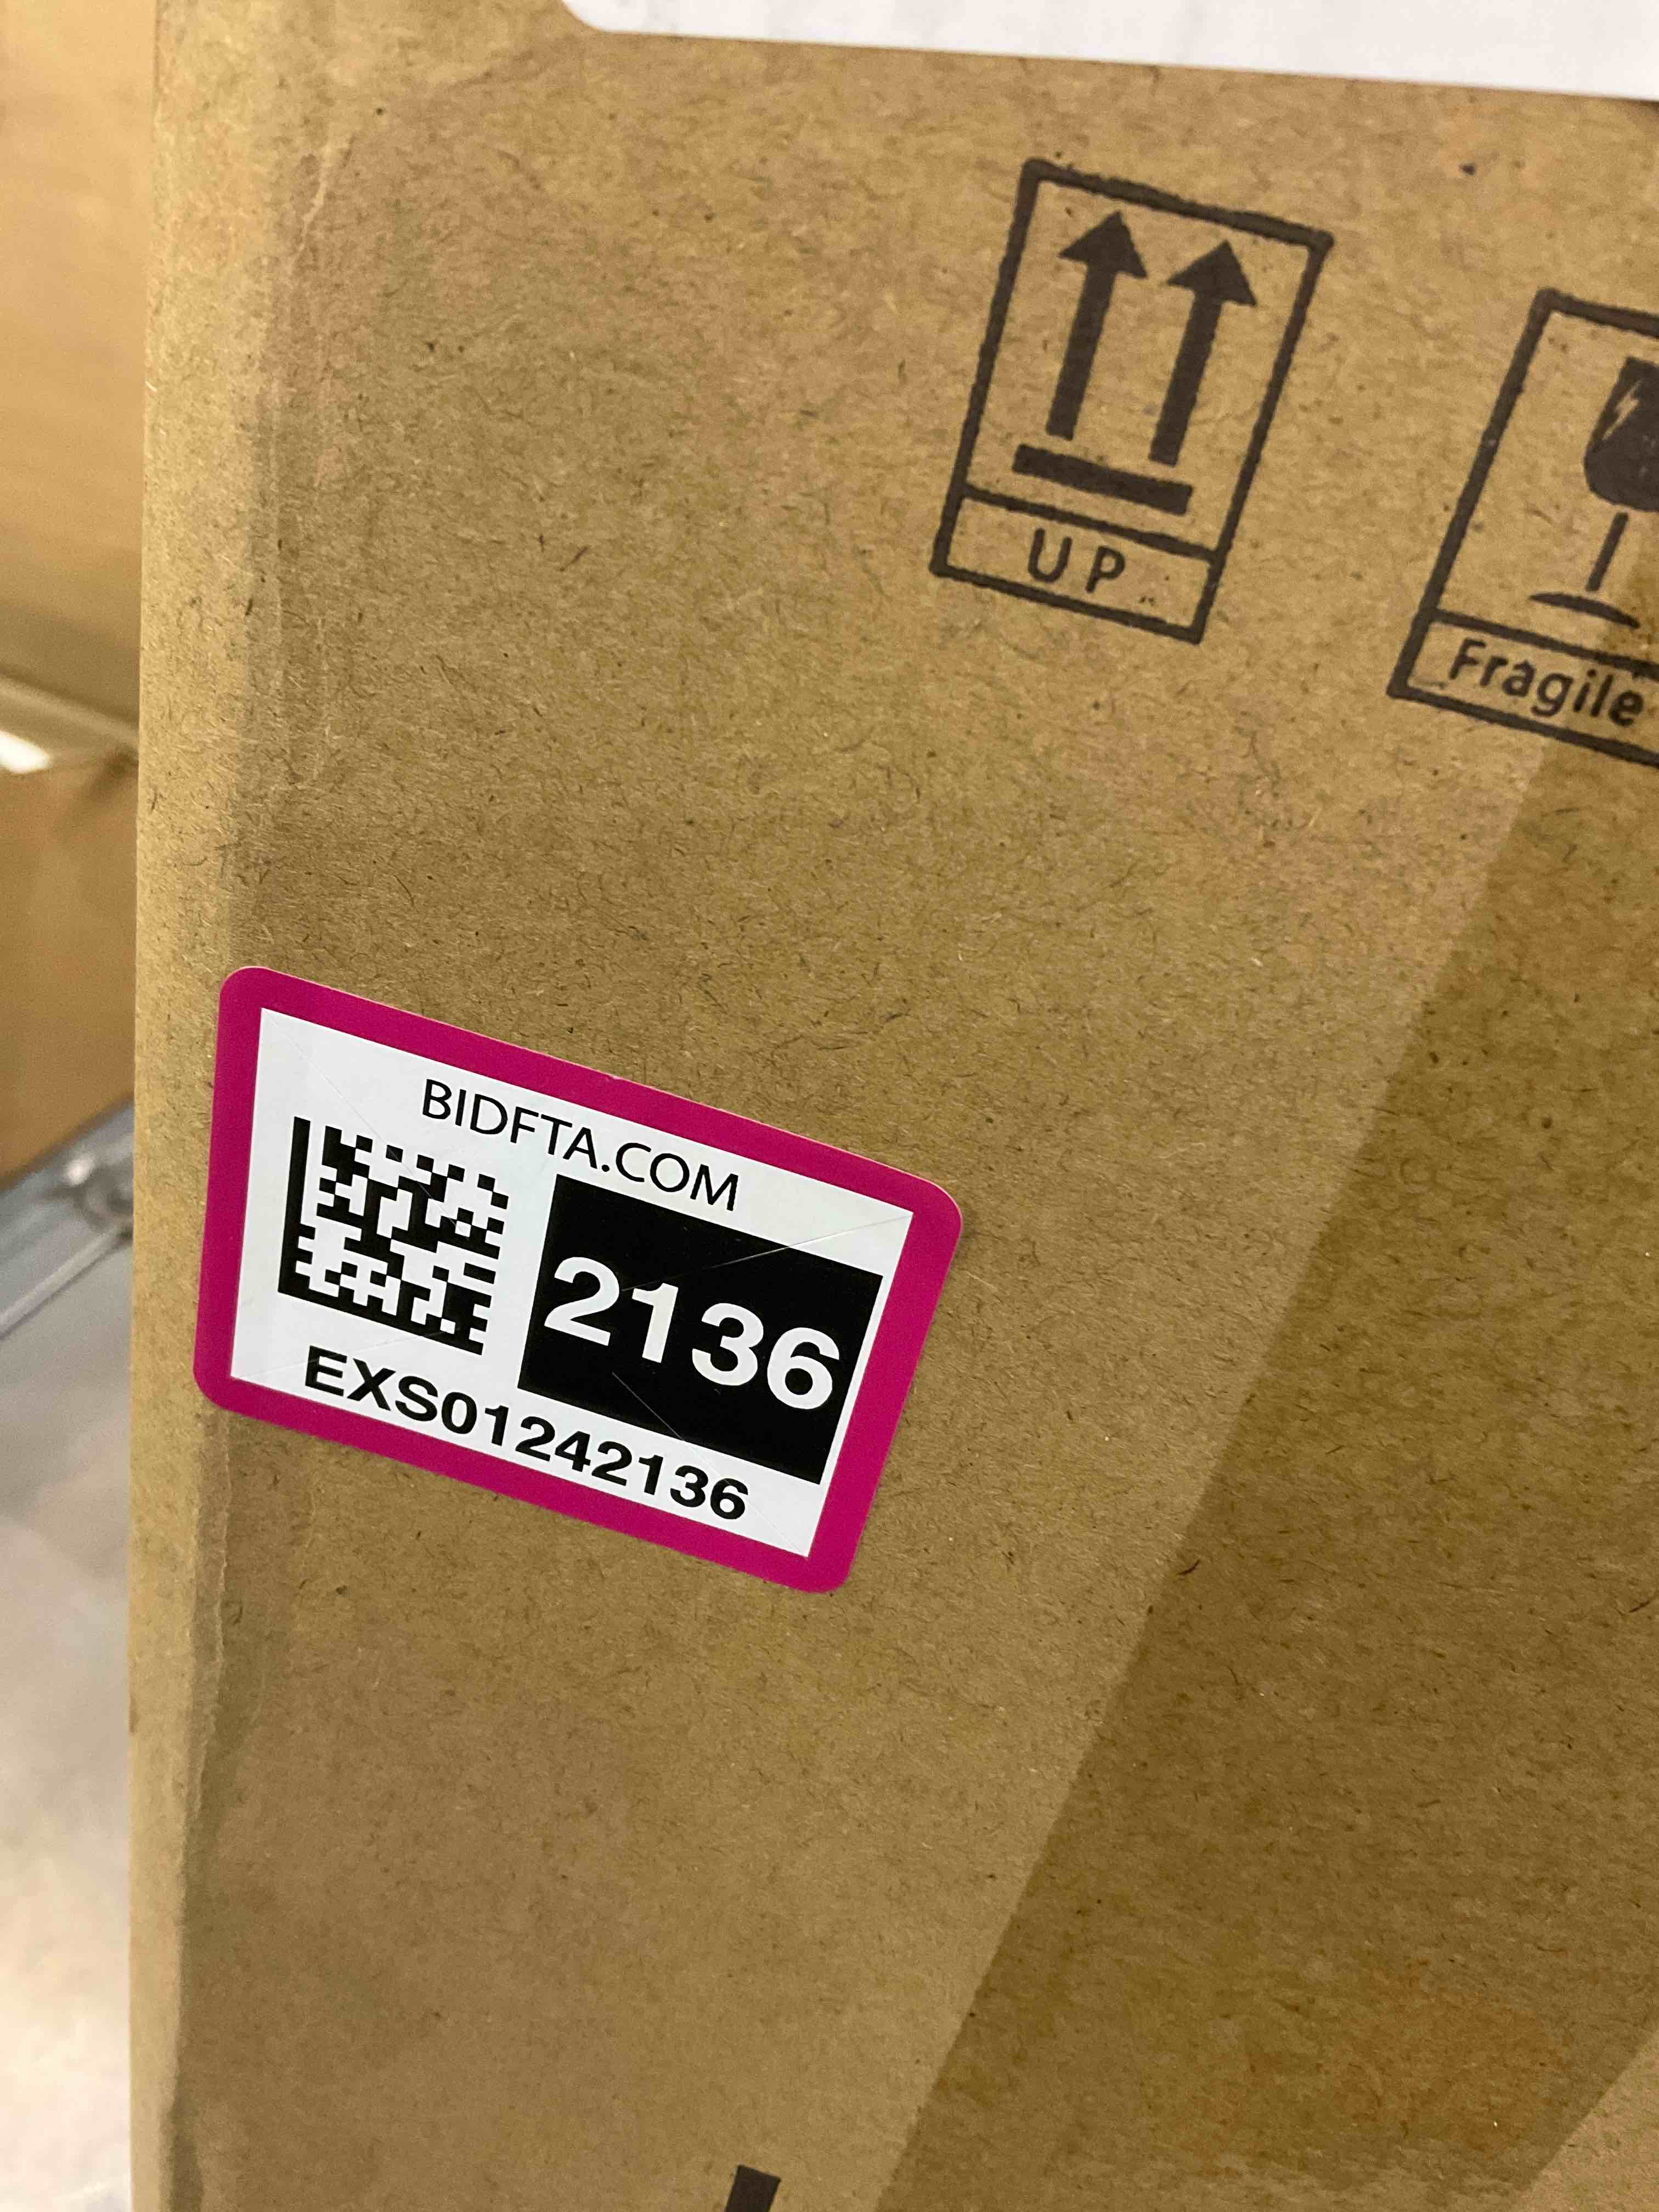 UP
Fragile
BIDFTA.COM
2136
EXS01242136